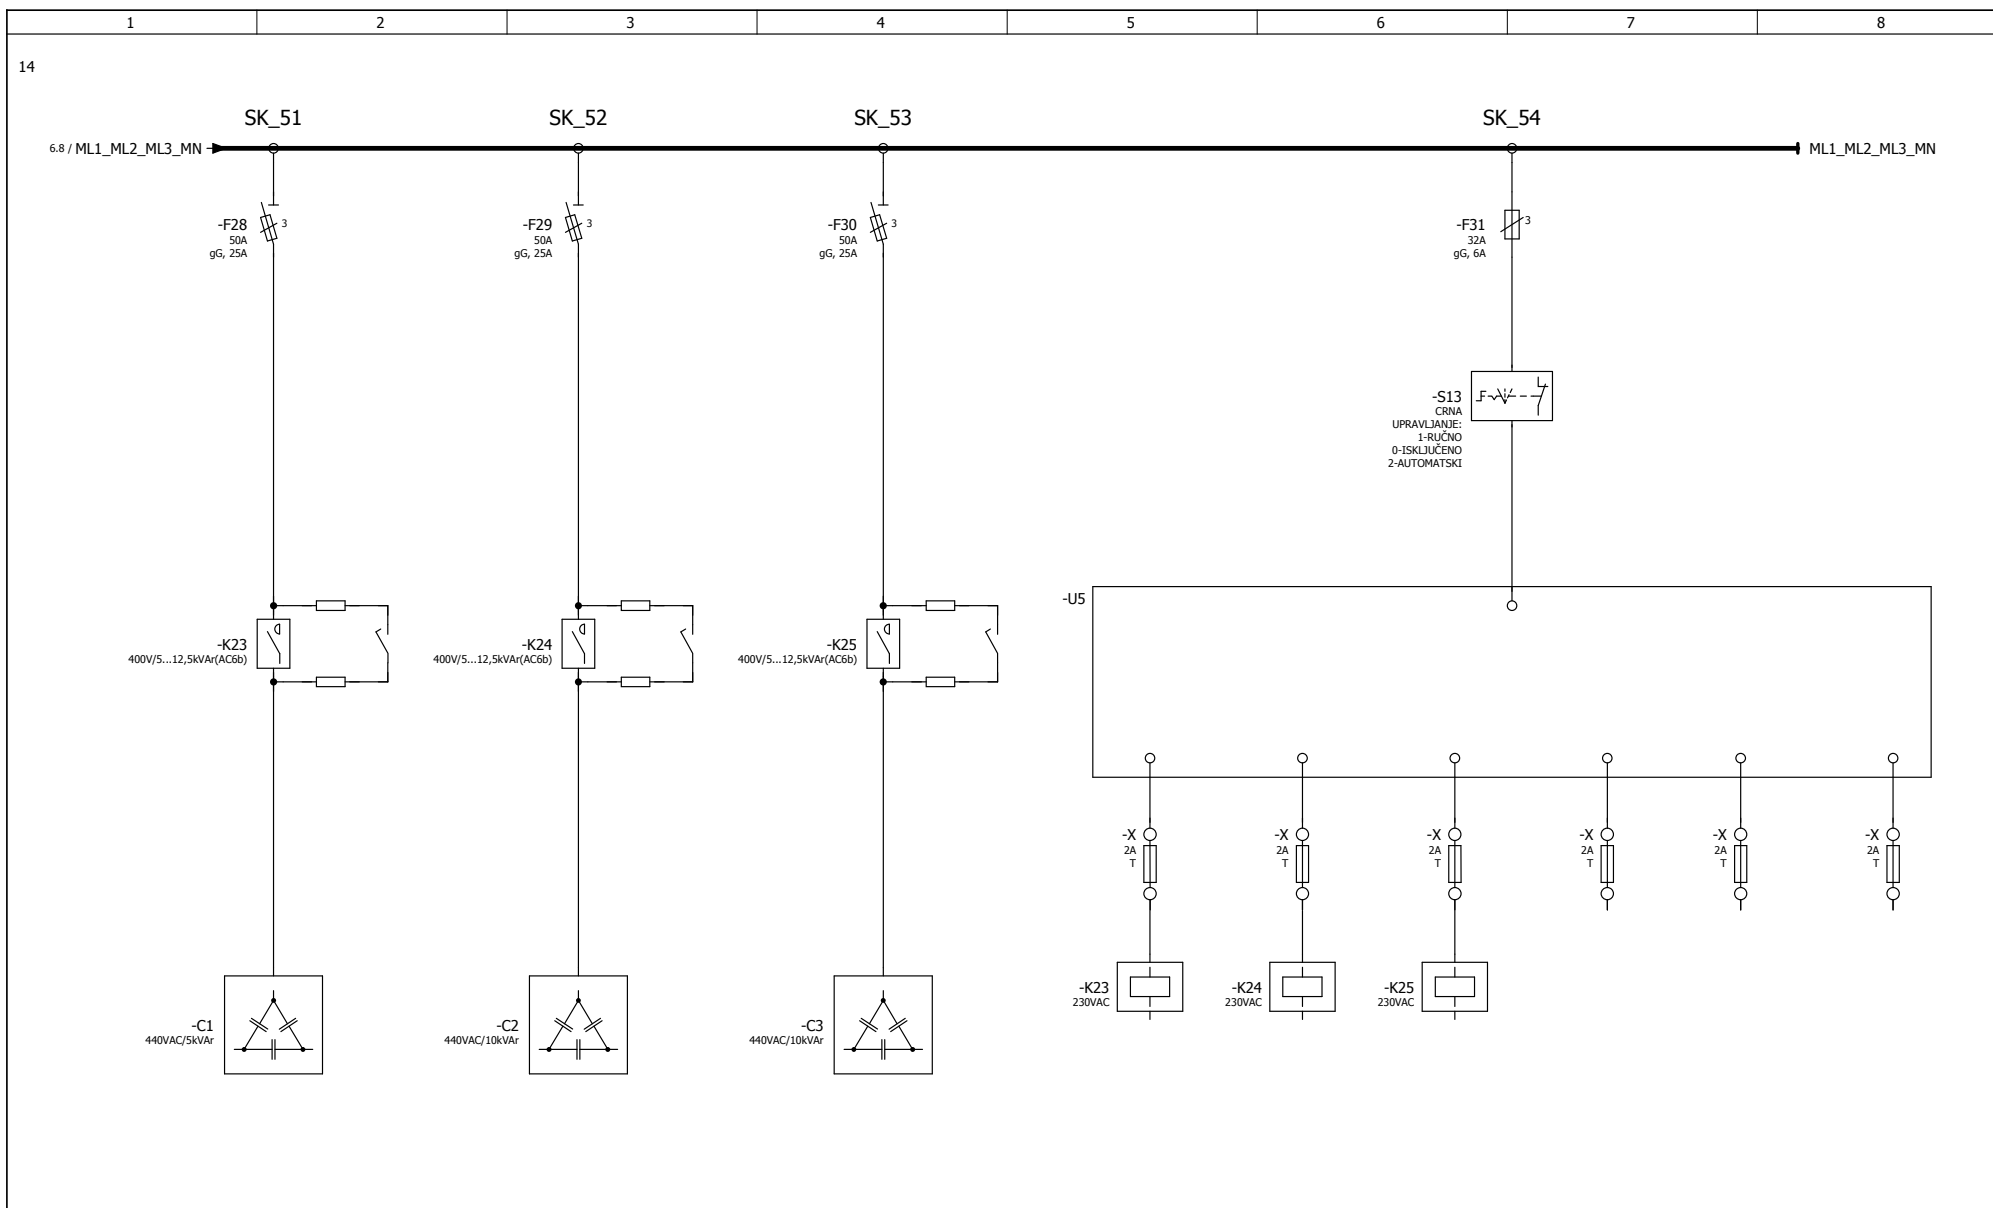 1 2 3 4 5 6 7 8
14
SK_51 SK_52 SK_53 SK_54
6.8 / ML1_ML2_ML3_MN ML1_ML2_ML3_MN
-F28 3 -F29 3 -F30 3 -F31 3
50A 50A 50A 32A
gG, 25A gG, 25A gG, 25A gG, 6A
-S13
CRNA
UPRAVLJANJE:
1-RUČNO
0-ISKLJUČENO
2-AUTOMATSKI
-U5
-K23 -K24 -K25
400V/5...12,5kVAr(AC6b) 400V/5...12,5kVAr(AC6b) 400V/5...12,5kVAr(AC6b)
-X -X -X -X -X -X
2A 2A 2A 2A 2A 2A
T T T T T T
-K23 -K24 -K25
230VAC 230VAC 230VAC
-C1 -C2 -C3
440VAC/5kVAr 440VAC/10kVAr 440VAC/10kVAr